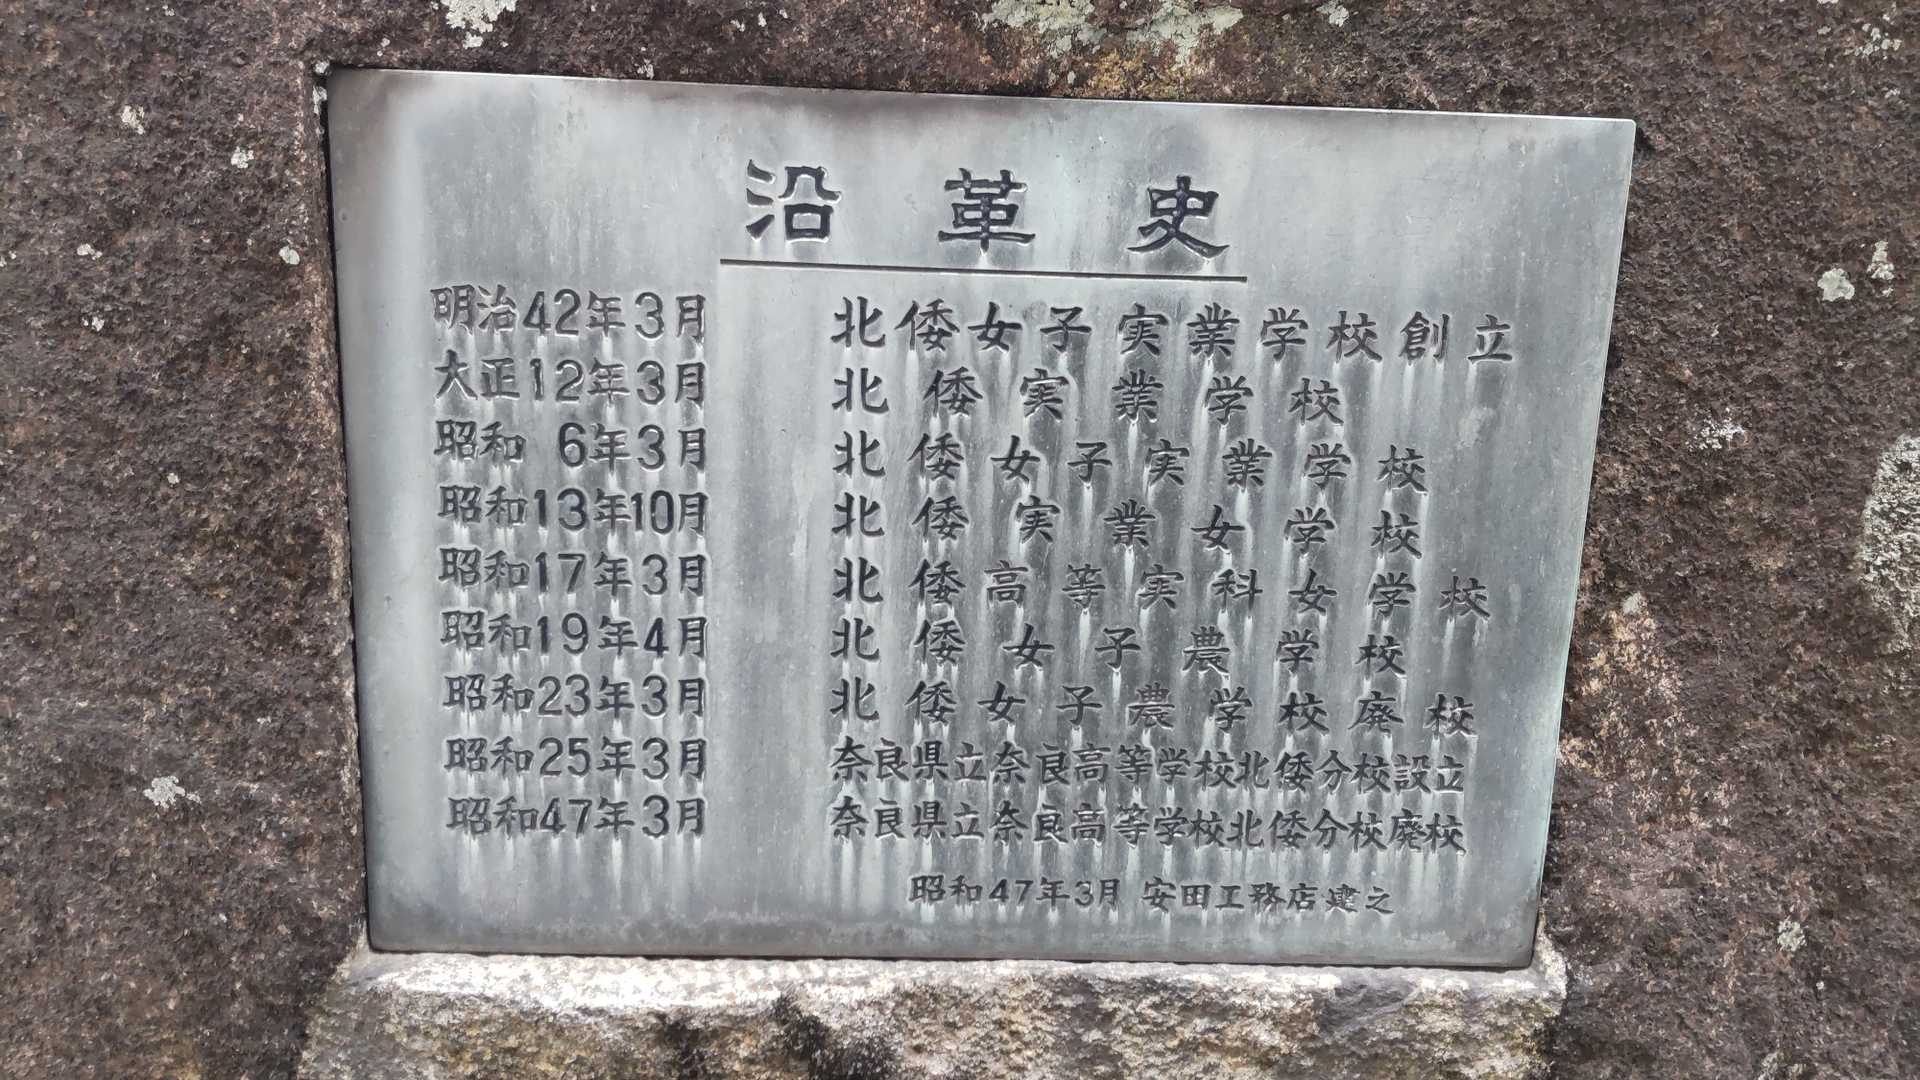 沿革史
明治42年3月 北倭女子実業学校創立
大正12年3月 北倭実業学校
昭和 6年3月 北倭女子実業学校
昭和13年10月 北倭実業女学校
昭和17年3月 北倭高等実科女学校
昭和19年4月 北倭女子農学校
昭和23年3月 北倭女子農学校廃校
昭和25年3月 奈良県立奈良高等学校北倭分校設立
昭和47年3月 奈良県立奈良高等学校北倭分校廃校
昭和47年3月 安田工務店建之